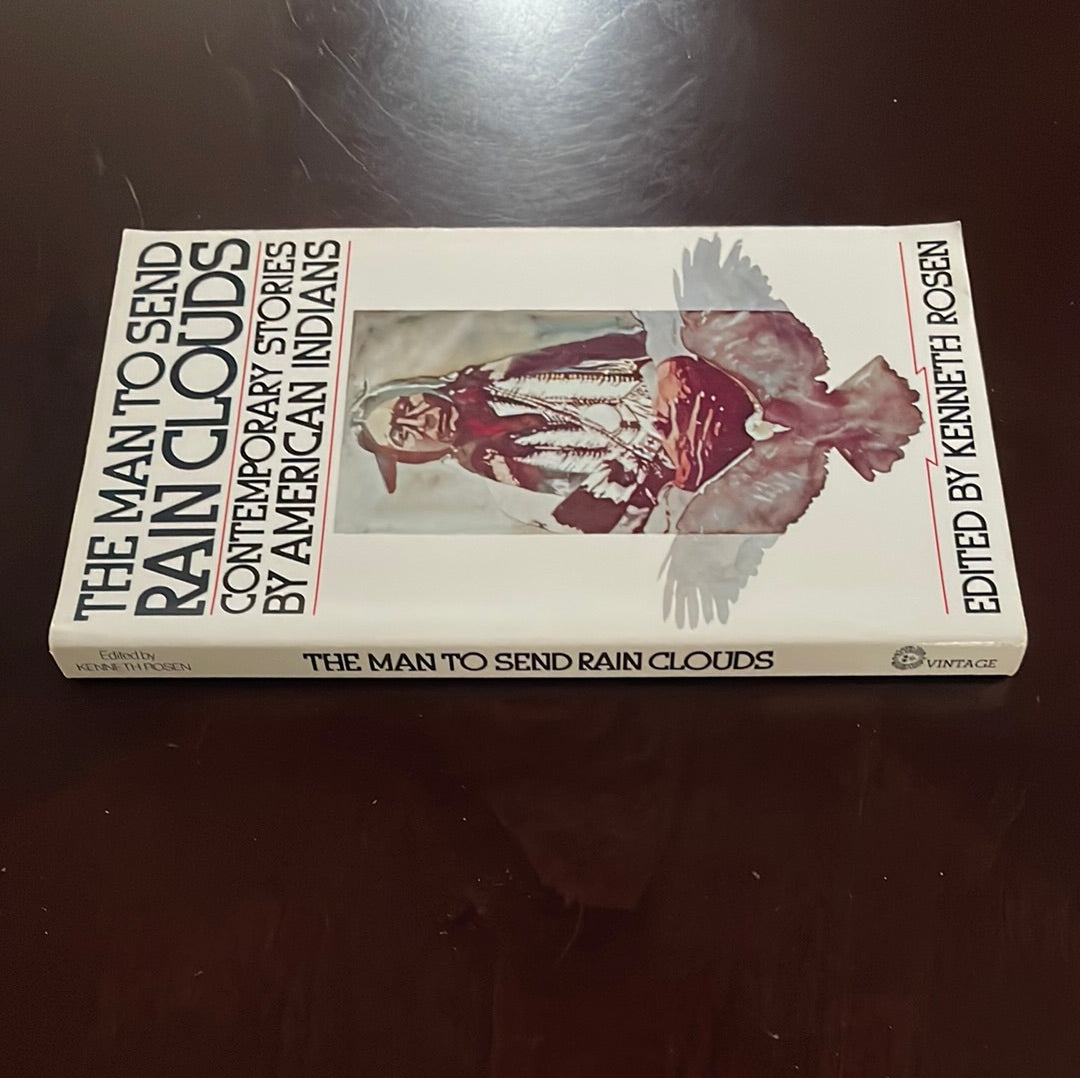 THE MAN TO SEND
RAIN CLOUDS
CONTEMPORARY STORIES
BY AMERICAN INDIANS
EDITED BY KENNETH ROSEN
Edited by
KENNETH ROSEN
THE MAN TO SEND RAIN CLOUDS
VINTAGE